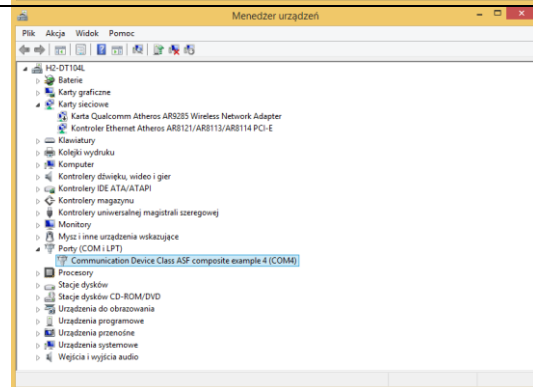 Menedżer urządzeń
Plik Akcja Widok Pomoc
H2-DT104L
Baterie
Karty graficzne
Karty sieciowe
Karta Qualcomm Atheros AR9285 Wireless Network Adapter
Kontroler Ethernet Atheros AR8121/AR8113/AR8114 PCI-E
Klawiatury
Kolejki wydruku
Komputer
Kontrolery dźwięku, wideo i gier
Kontrolery IDE ATA/ATAPI
Kontrolery magazynu
Kontrolery uniwersalnej magistrali szeregowej
Monitory
Mysz i inne urządzenia wskazujące
Porty (COM i LPT)
Communication Device Class ASF composite example 4 (COM4)
Procesory
Stacje dysków
Stacje dysków CD-ROM/DVD
Urządzenia do obrazowania
Urządzenia programowe
Urządzenia przenośne
Urządzenia systemowe
Wejścia i wyjścia audio